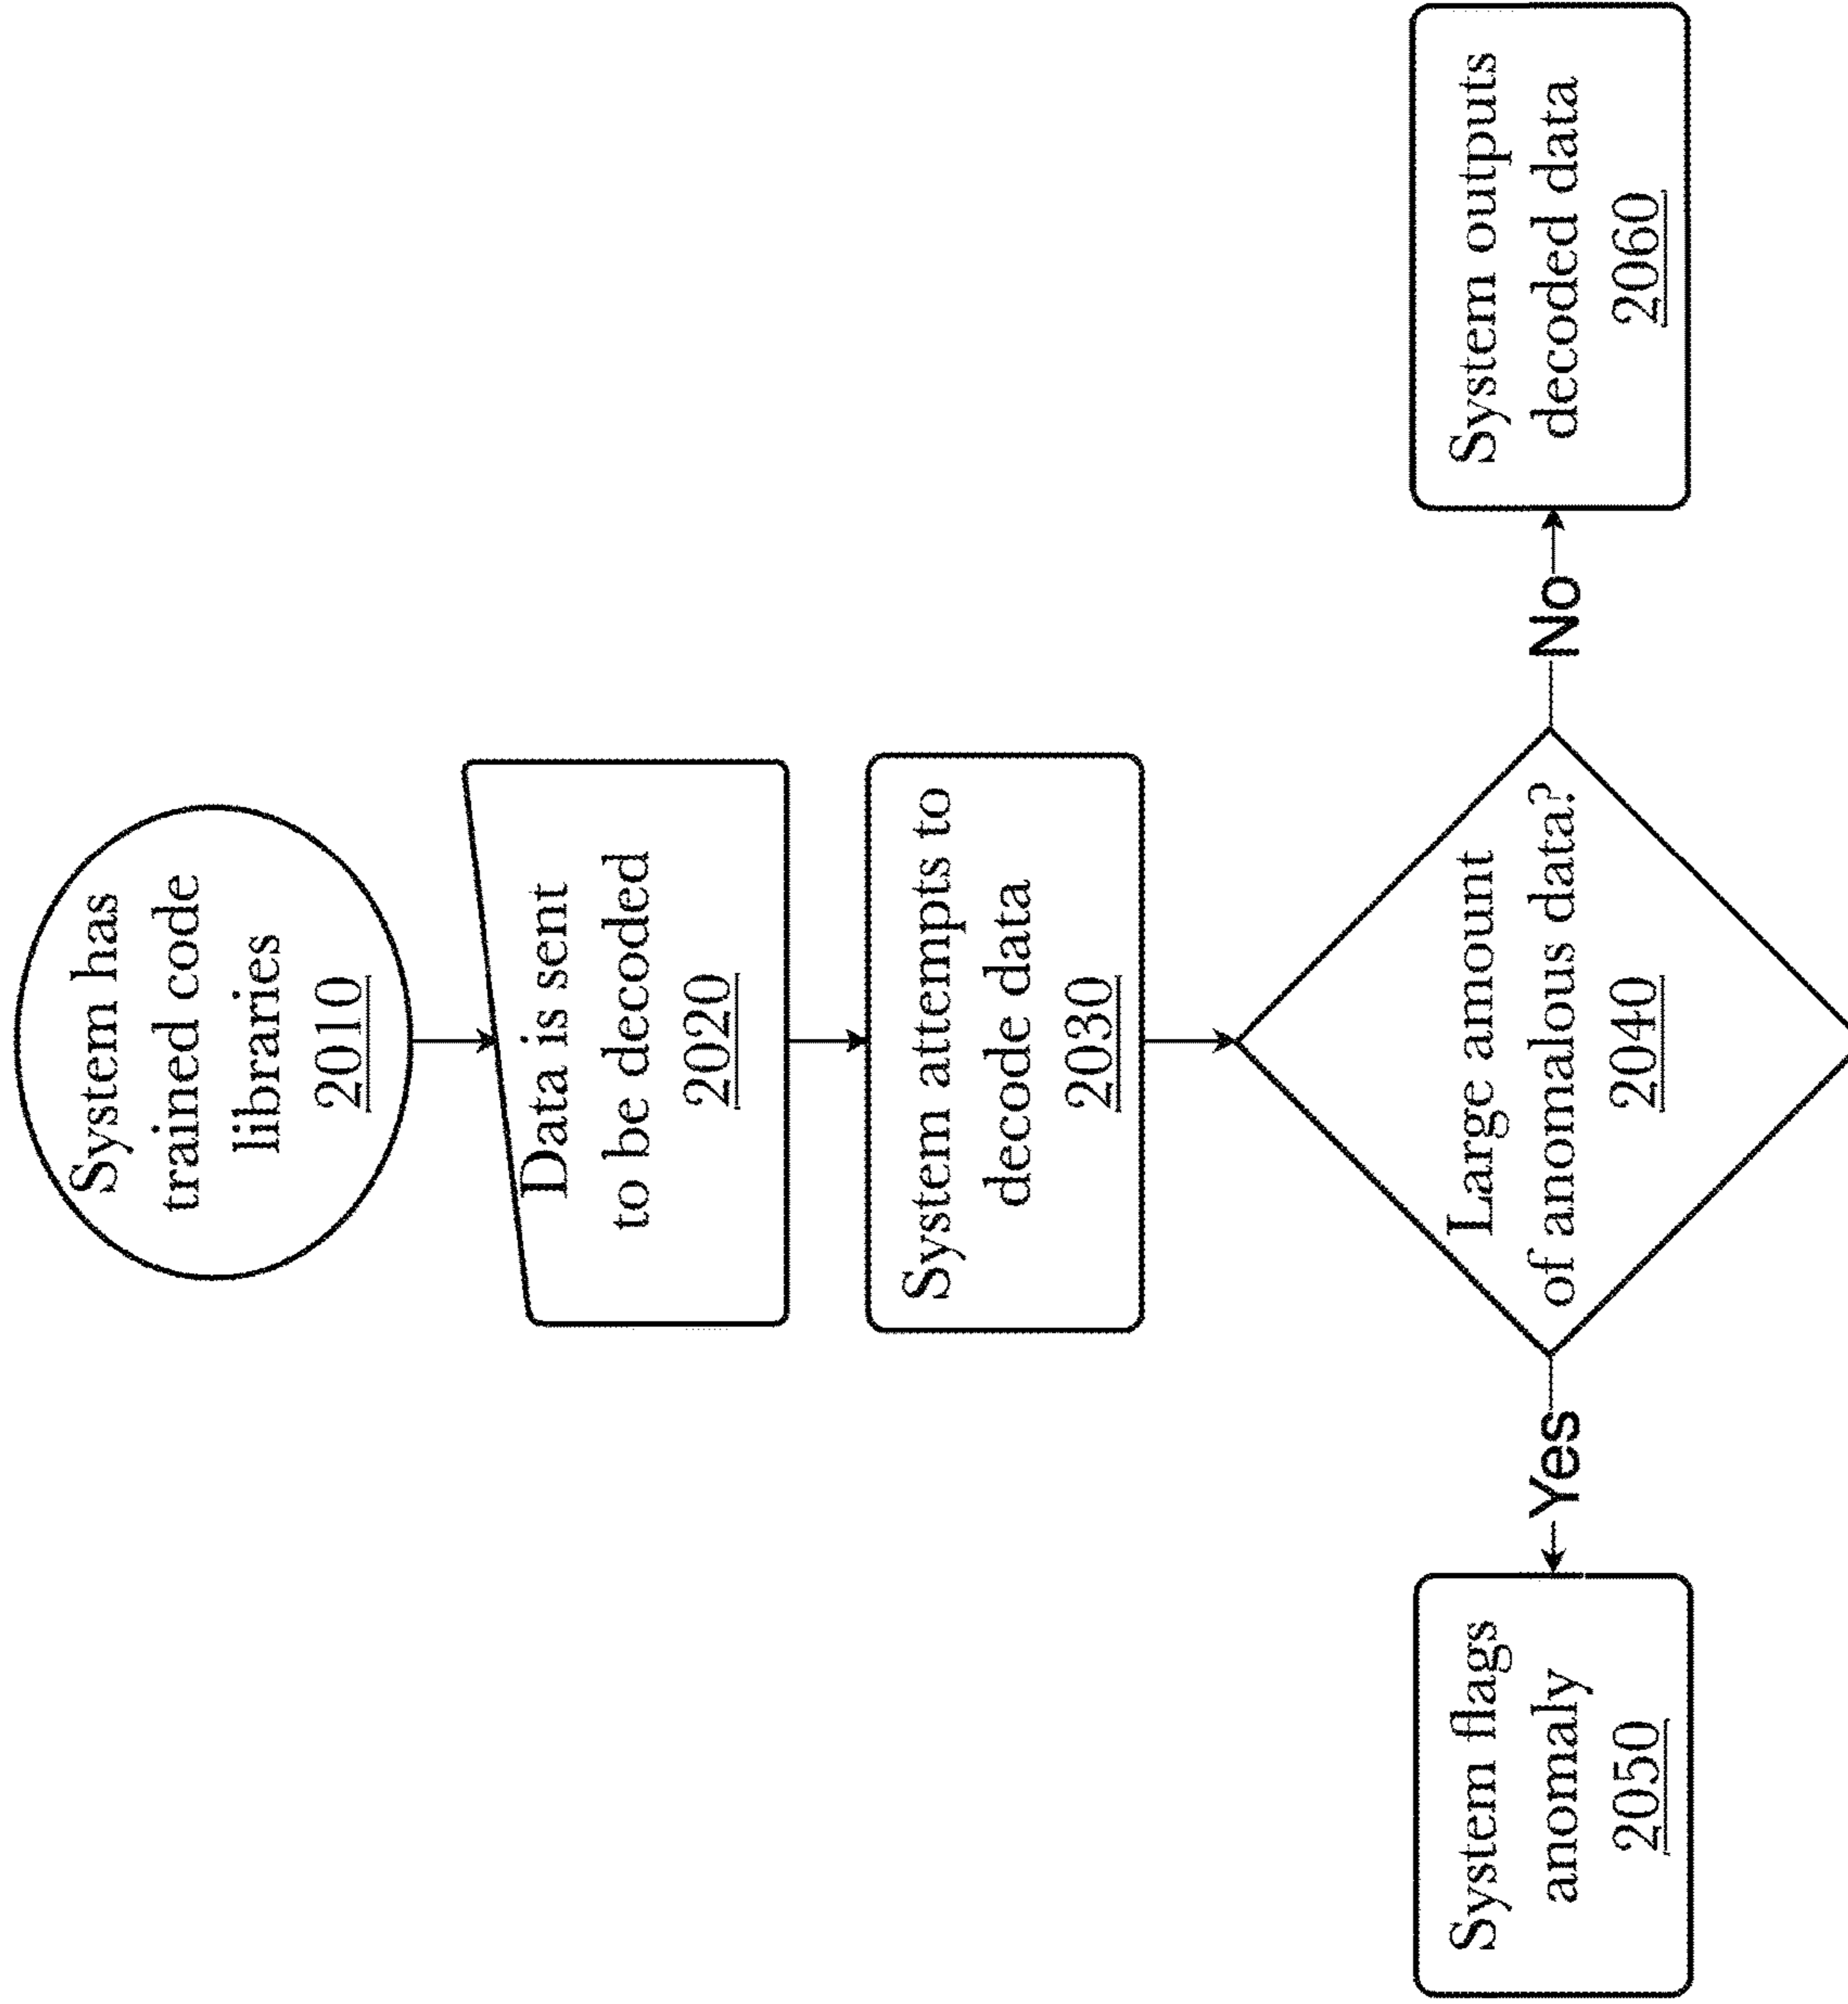 System has
trained code
libraries
2010
Data is sent
to be decoded
2020
System attempts to
decode data
2030
Large amount
of anomalous data?
2040
Yes
No
System flags
anomaly
2050
System outputs
decoded data
2060